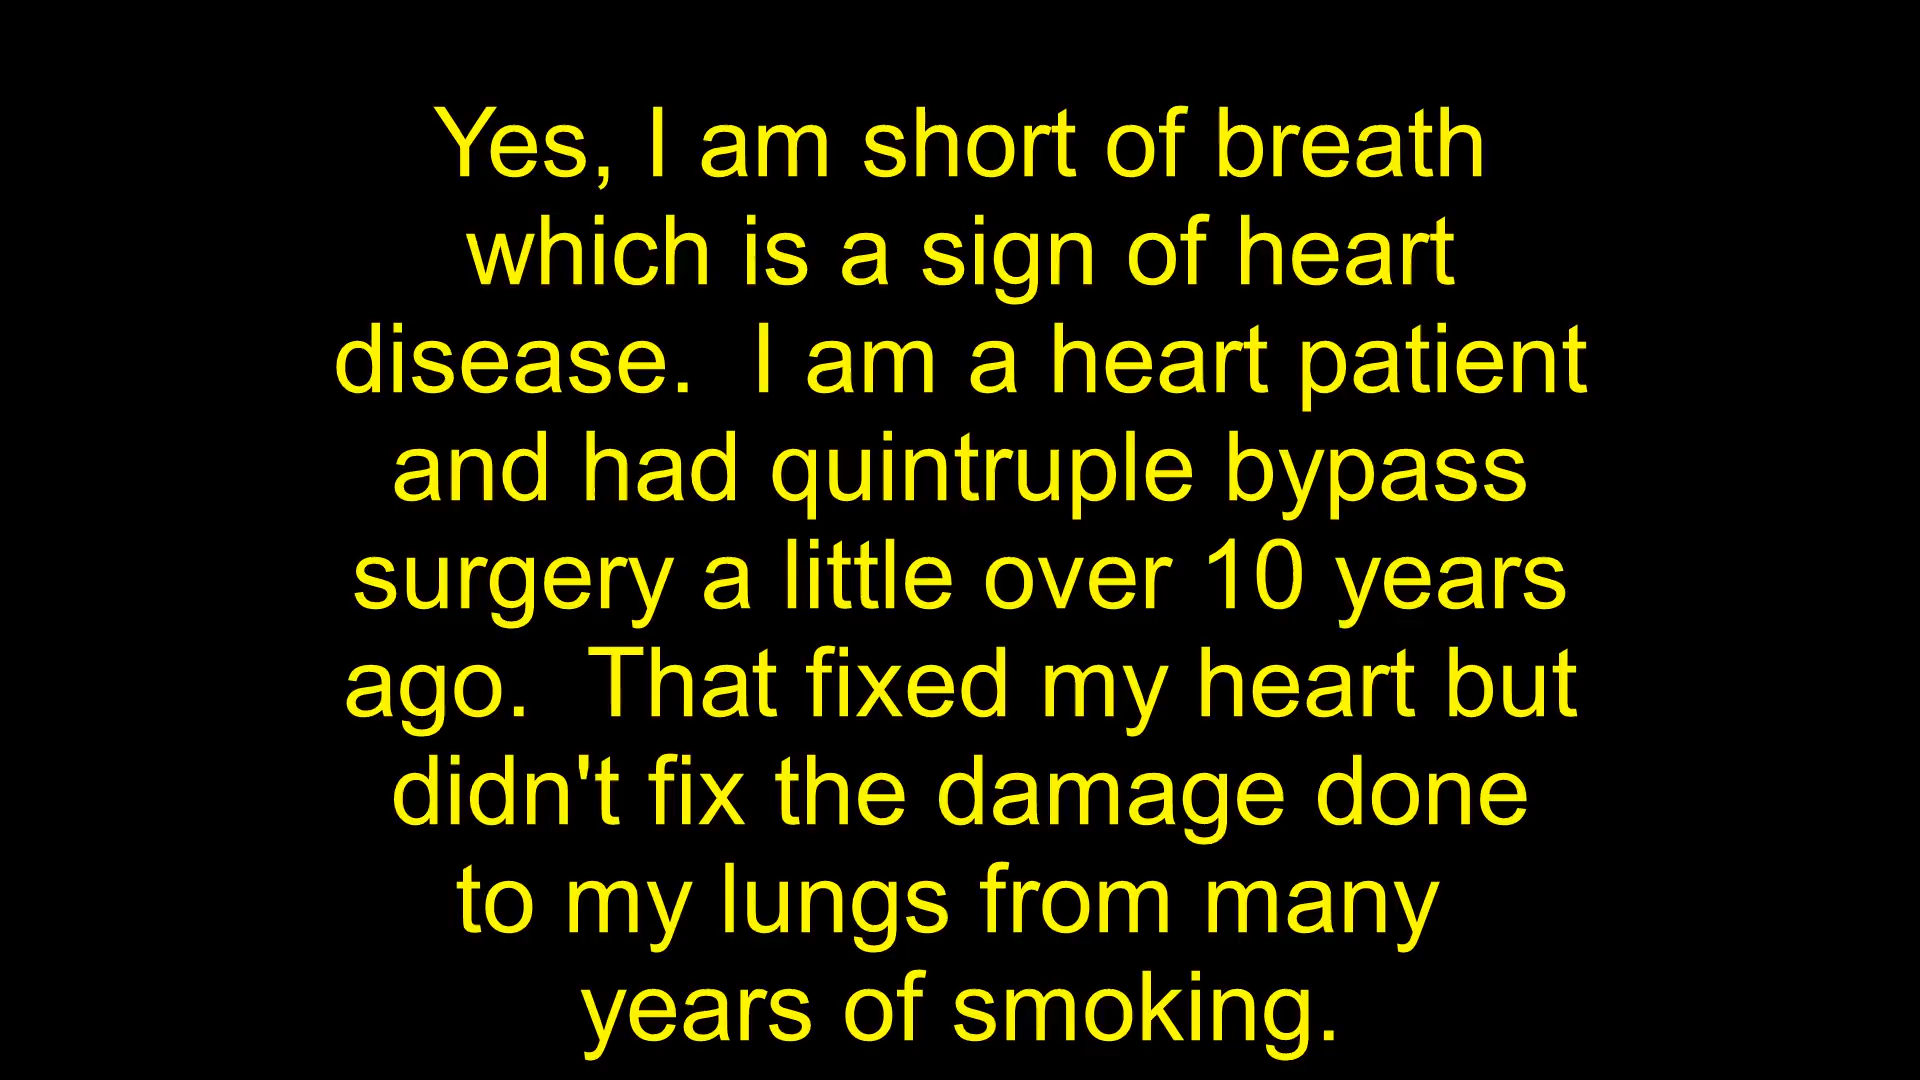 Yes, I am short of breath
which is a sign of heart
disease.  I am a heart patient
and had quintruple bypass
surgery a little over 10 years
ago.  That fixed my heart but
didn't fix the damage done
to my lungs from many
years of smoking.